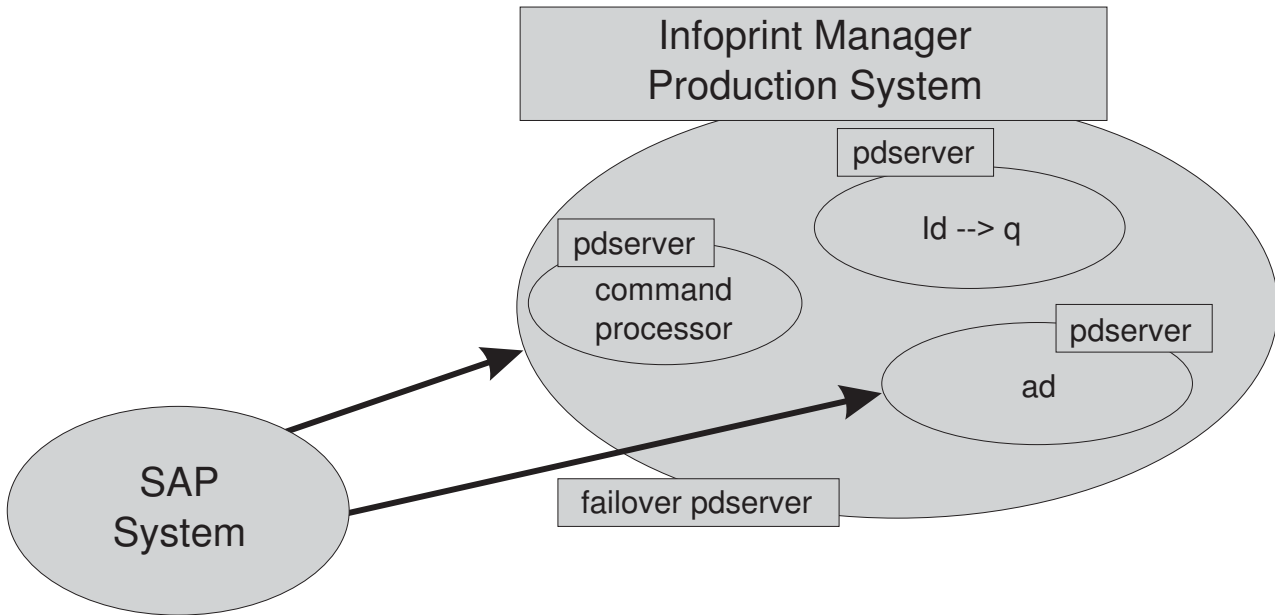 Infoprint Manager
Production System
pdserver
ld --> q
pdserver
command
processor
pdserver
ad
SAP
System
failover pdserver